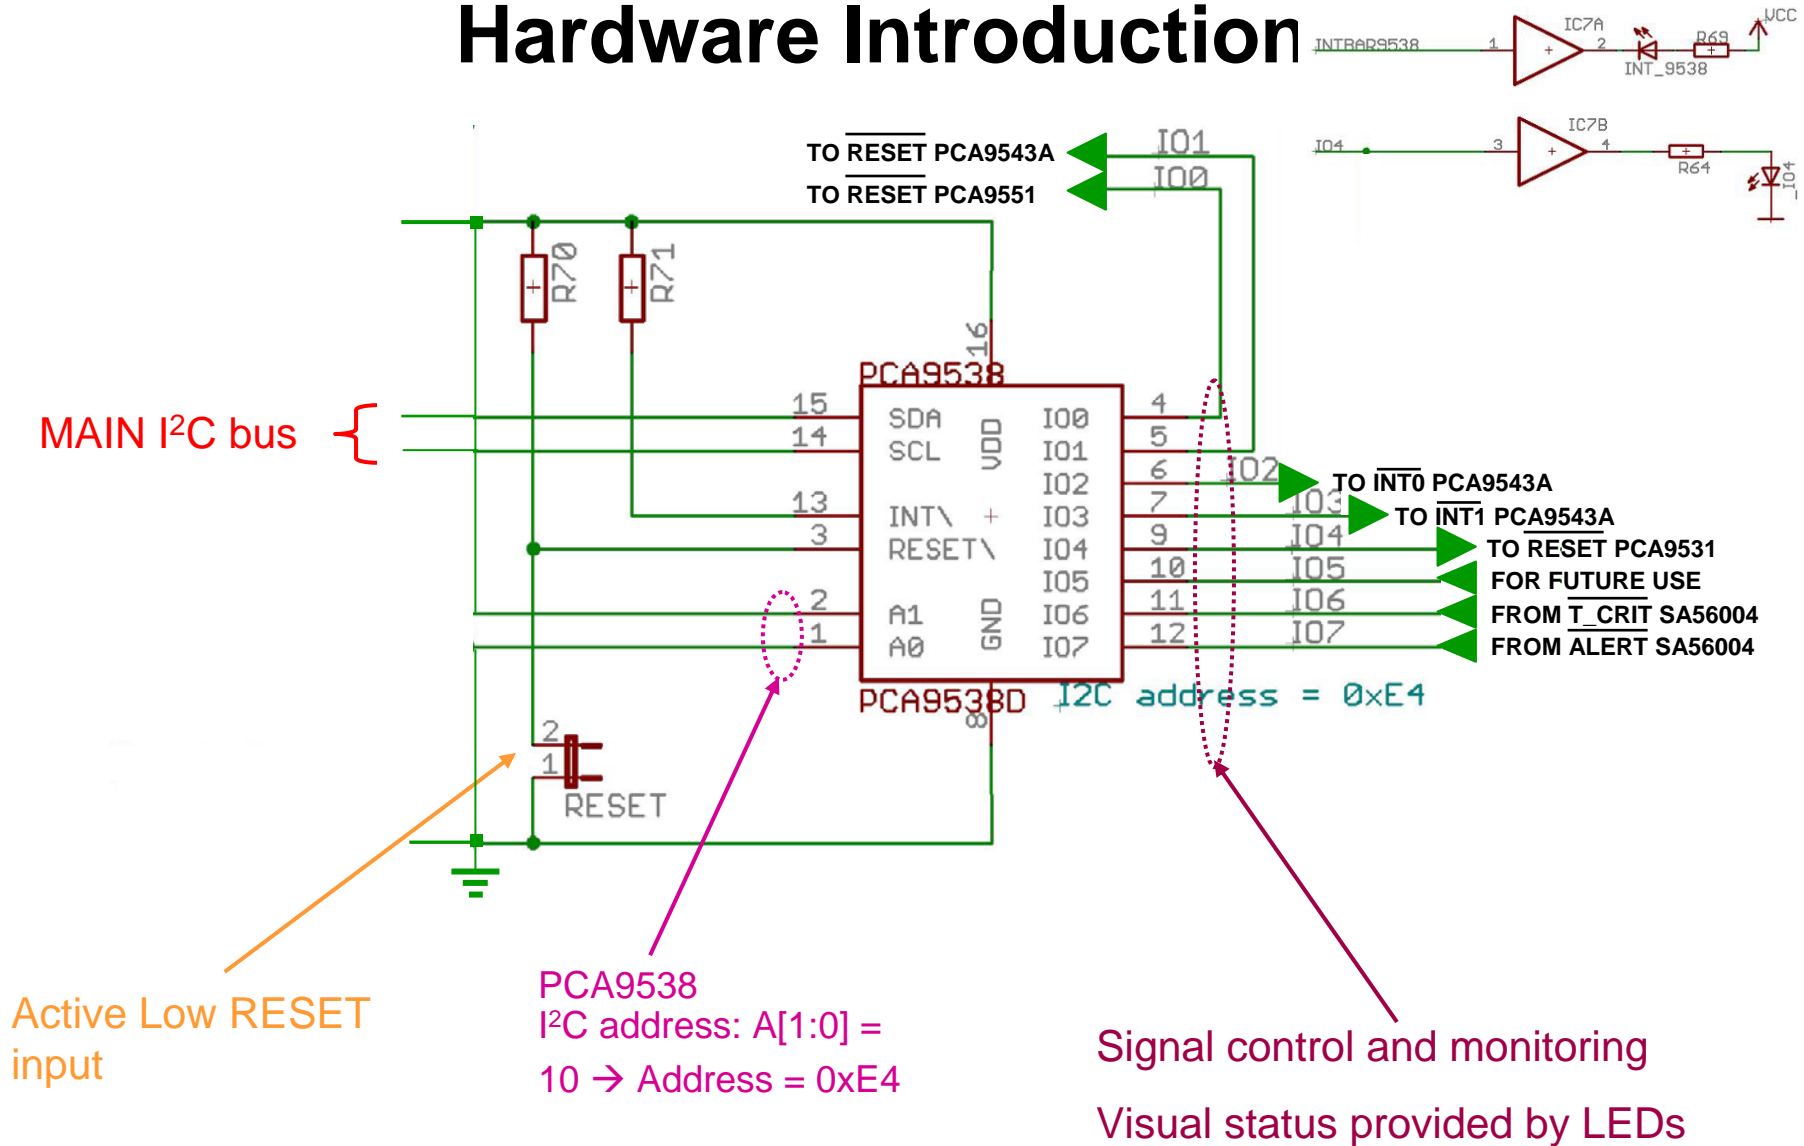 Hardware Introduction
INTBAR9538 1 IC7A 2 INT_9538 R69 VCC
IO4 3 IC7B 4 R64 _IO4
TO RESET PCA9543A IO1
TO RESET PCA9551 IO0
R70 R71
16
PCA9538
MAIN I²C bus
15 SDA VDD IO0 4
14 SCL IO1 5
IO2 6 IO2 TO INT0 PCA9543A
13 INT\ IO3 7 IO3 TO INT1 PCA9543A
3 RESET\ IO4 9 IO4 TO RESET PCA9531
IO5 10 IO5 FOR FUTURE USE
2 A1 GND IO6 11 IO6 FROM T_CRIT SA56004
1 A0 IO7 12 IO7 FROM ALERT SA56004
PCA9538D I2C address = 0xE4
8
2
1
RESET
Active Low RESET
input
PCA9538
I²C address: A[1:0] =
10 → Address = 0xE4
Signal control and monitoring
Visual status provided by LEDs